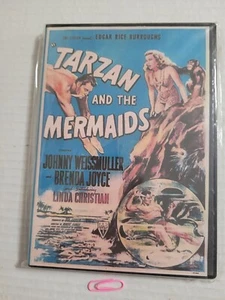 EDGAR RICE BURROUGHS
"TARZAN
AND THE
MERMAIDS"
JOHNNY WEISSMULLER
BRENDA JOYCE
LINDA CHRISTIAN